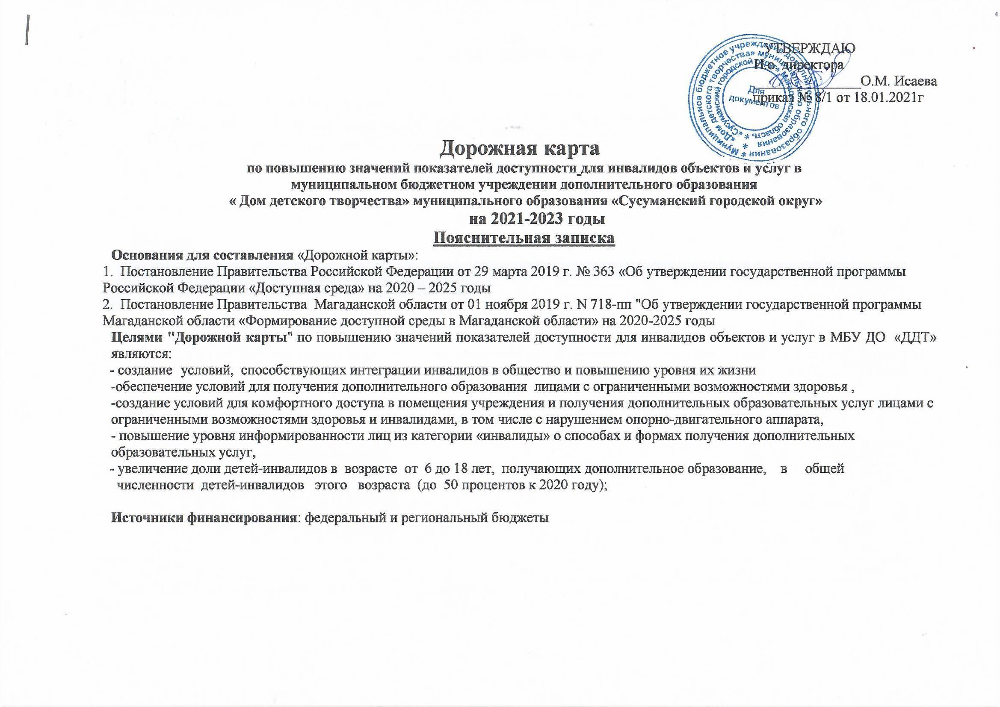 УТВЕРЖДАЮ
И.о. директора
О.М. Исаева
приказ № 8/1 от 18.01.2021г
Муниципальное бюджетное учреждение дополнительного образования
«Дом детского творчества» муниципального образования
«Сусуманский городской округ» Магаданская область
Для
документов
Дорожная карта
по повышению значений показателей доступности для инвалидов объектов и услуг в
муниципальном бюджетном учреждении дополнительного образования
« Дом детского творчества» муниципального образования «Сусуманский городской округ»
на 2021-2023 годы
Пояснительная записка
Основания для составления «Дорожной карты»:
1. Постановление Правительства Российской Федерации от 29 марта 2019 г. № 363 «Об утверждении государственной программы
Российской Федерации «Доступная среда» на 2020 – 2025 годы
2. Постановление Правительства Магаданской области от 01 ноября 2019 г. N 718-пп "Об утверждении государственной программы
Магаданской области «Формирование доступной среды в Магаданской области» на 2020-2025 годы
Целями "Дорожной карты" по повышению значений показателей доступности для инвалидов объектов и услуг в МБУ ДО «ДДТ»
являются:
- создание условий, способствующих интеграции инвалидов в общество и повышению уровня их жизни
-обеспечение условий для получения дополнительного образования лицами с ограниченными возможностями здоровья ,
-создание условий для комфортного доступа в помещения учреждения и получения дополнительных образовательных услуг лицами с
ограниченными возможностями здоровья и инвалидами, в том числе с нарушением опорно-двигательного аппарата,
- повышение уровня информированности лиц из категории «инвалиды» о способах и формах получения дополнительных
образовательных услуг,
- увеличение доли детей-инвалидов в возрасте от 6 до 18 лет, получающих дополнительное образование, в общей
численности детей-инвалидов этого возраста (до 50 процентов к 2020 году);
Источники финансирования: федеральный и региональный бюджеты